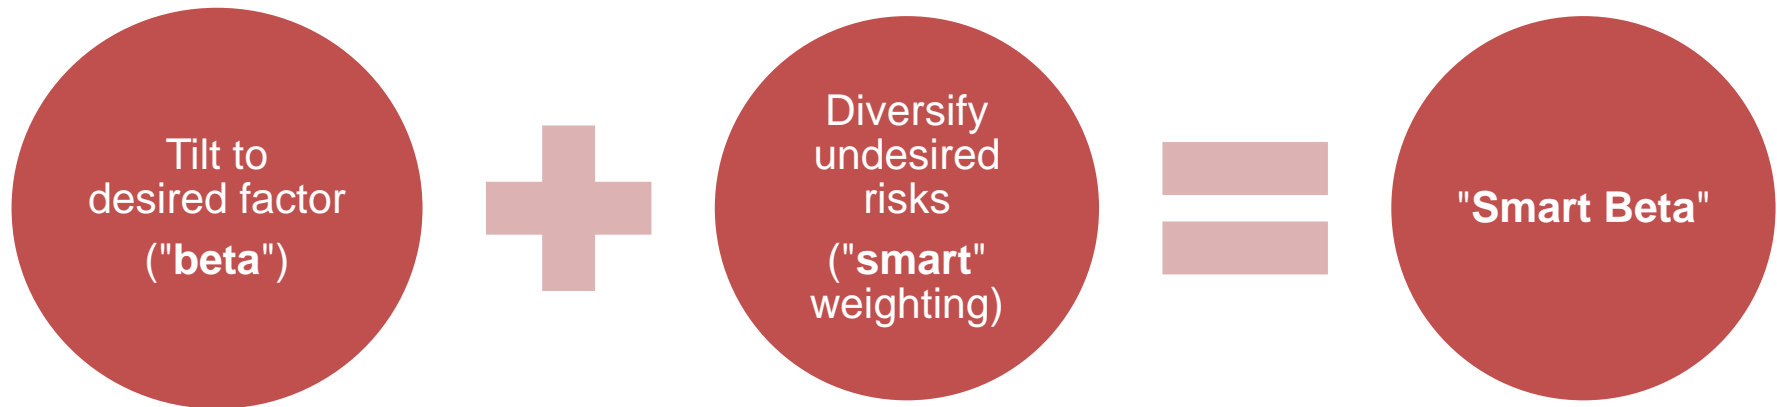 Tilt to
desired factor
("beta")
Diversify
undesired
risks
("smart"
weighting)
"Smart Beta"